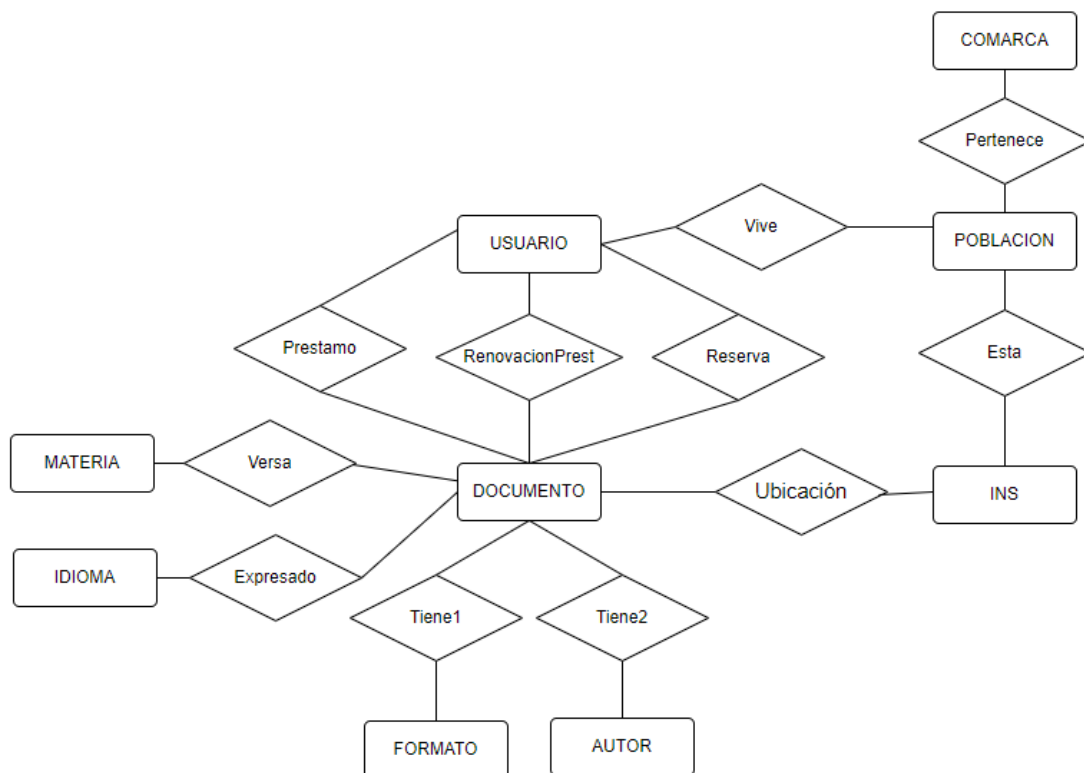 COMARCA
Pertenece
Vive
USUARIO
POBLACION
Prestamo
RenovacionPrest
Reserva
Esta
MATERIA
Versa
DOCUMENTO
Ubicación
INS
IDIOMA
Expresado
Tiene1
Tiene2
FORMATO
AUTOR